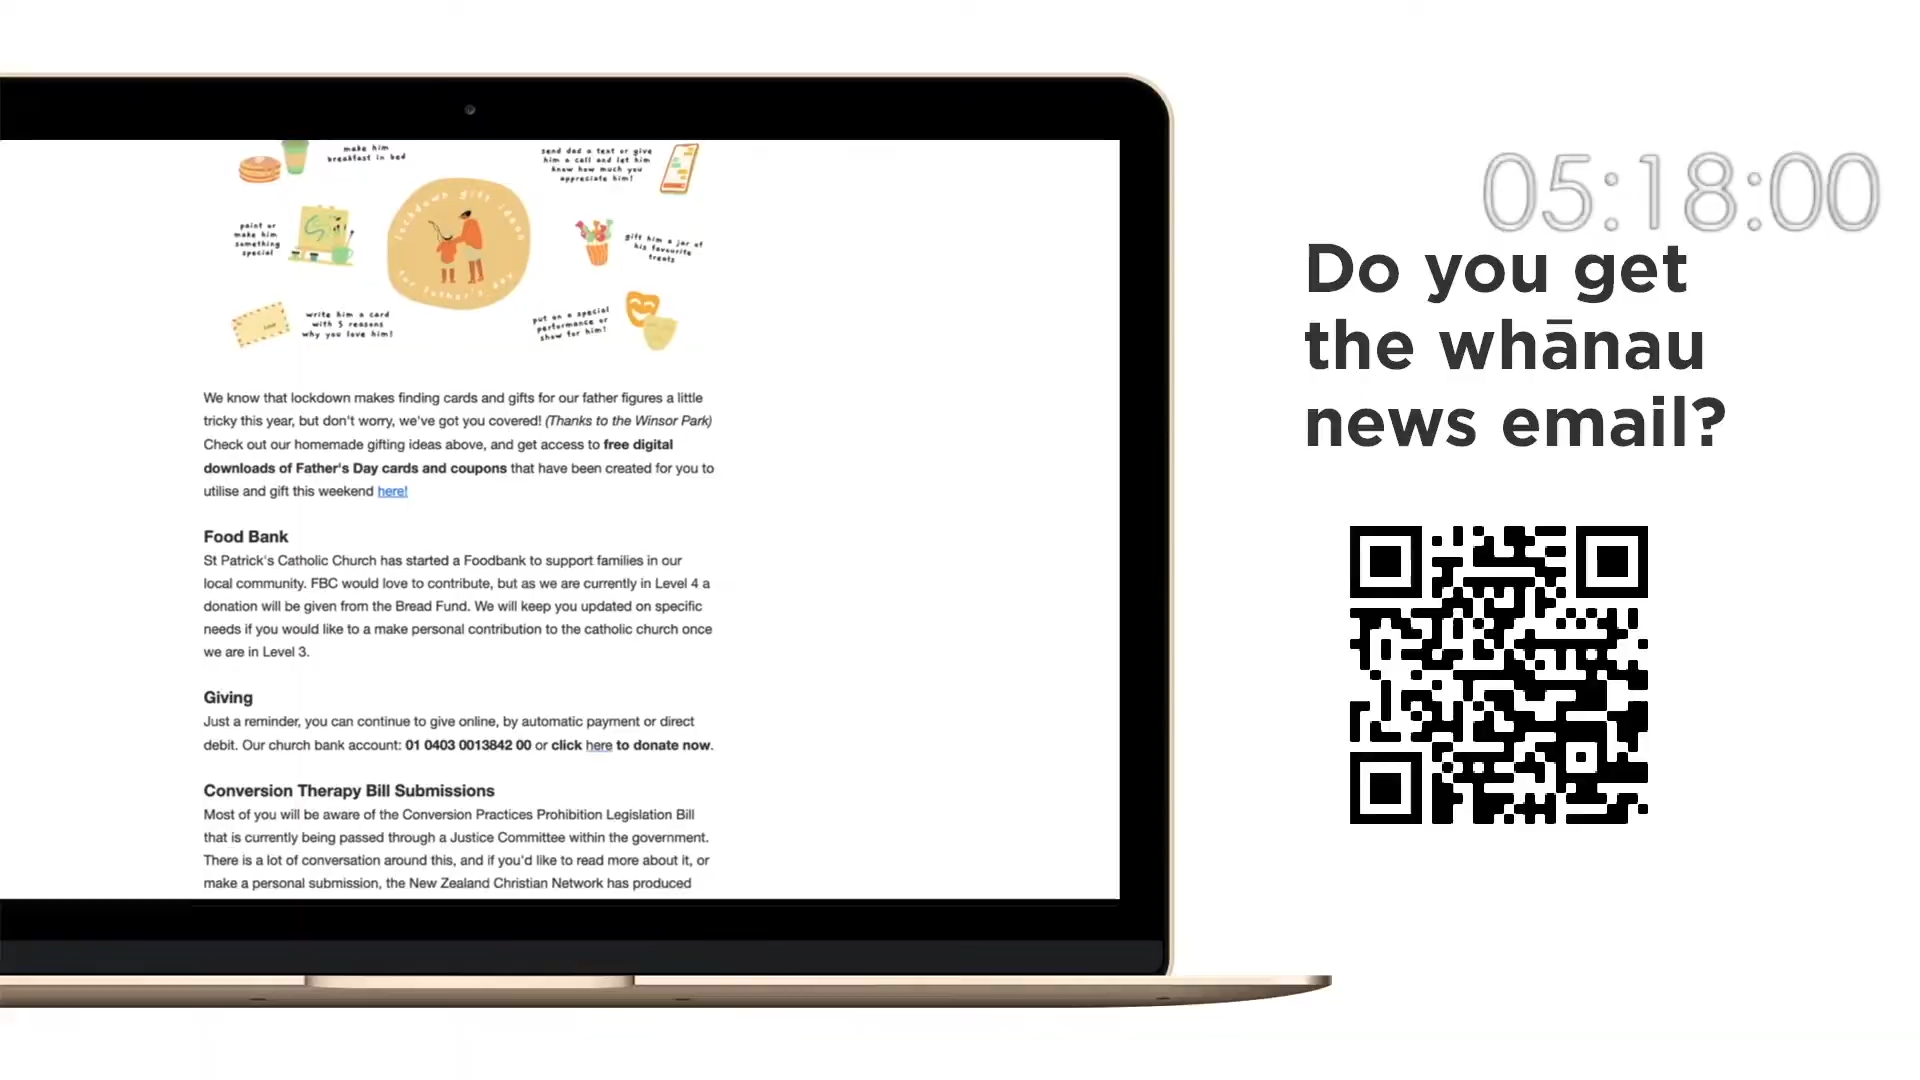 make him
breakfast in bed
send dad a text or give
him a call and let him
know how much you
appreciate him!
05:18:00
Do you get
the whānau
news email?
lockdown gift ideas
for father's day
paint or
make him
something
special
gift him a jar of
his favourite
treats
write him a card
with 5 reasons
why you love him!
put on a special
performance or
show for him!
We know that lockdown makes finding cards and gifts for our father figures a little
tricky this year, but don't worry, we've got you covered! (Thanks to the Winsor Park)
Check out our homemade gifting ideas above, and get access to free digital
downloads of Father's Day cards and coupons that have been created for you to
utilise and gift this weekend here!
Food Bank
St Patrick's Catholic Church has started a Foodbank to support families in our
local community. FBC would love to contribute, but as we are currently in Level 4 a
donation will be given from the Bread Fund. We will keep you updated on specific
needs if you would like to a make personal contribution to the catholic church once
we are in Level 3.
Giving
Just a reminder, you can continue to give online, by automatic payment or direct
debit. Our church bank account: 01 0403 0013842 00 or click here to donate now.
Conversion Therapy Bill Submissions
Most of you will be aware of the Conversion Practices Prohibition Legislation Bill
that is currently being passed through a Justice Committee within the government.
There is a lot of conversation around this, and if you'd like to read more about it, or
make a personal submission, the New Zealand Christian Network has produced